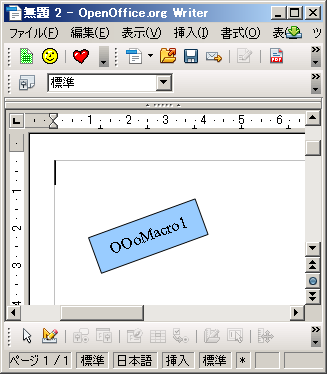 無題 2 - OpenOffice.org Writer
ファイル(F) 編集(E) 表示(V) 挿入(I) 書式(O) 表 ツ
標準
1 1 2 3 4 5 6
1
2
3
4
OOoMacro1
ページ 1 / 1 標準 日本語 挿入 標準 *